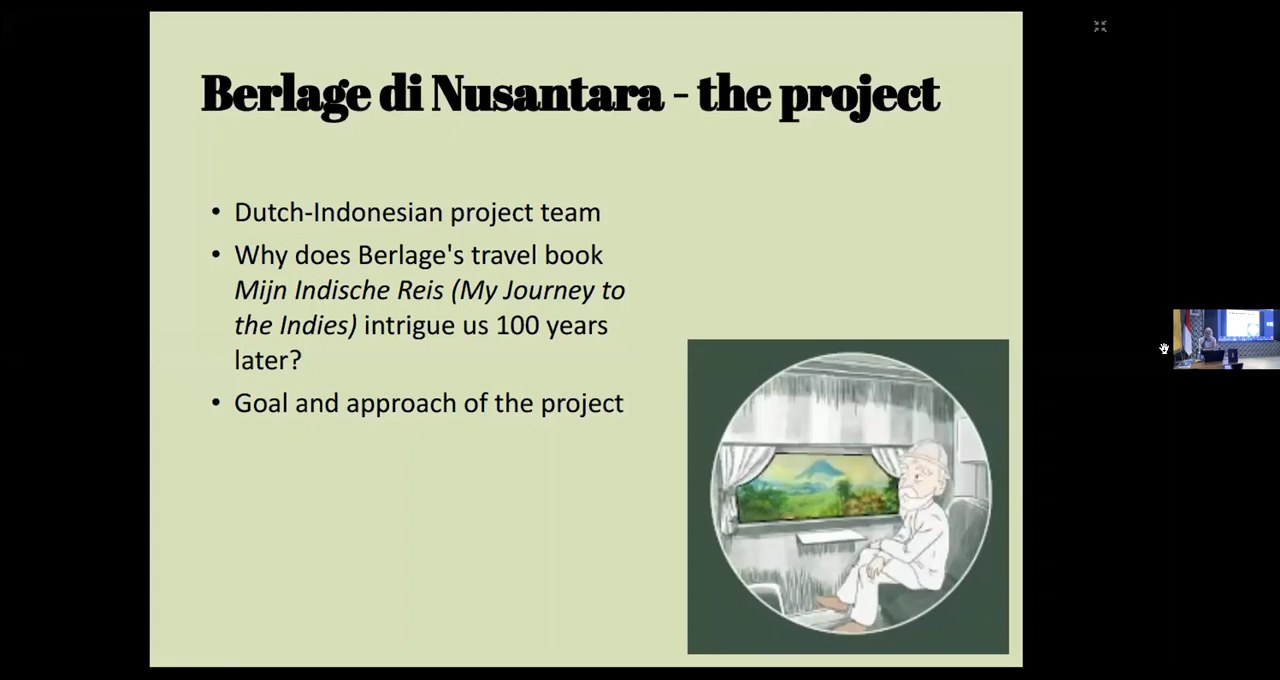 Berlage di Nusantara - the project
• Dutch-Indonesian project team
• Why does Berlage's travel book
Mijn Indische Reis (My Journey to
the Indies) intrigue us 100 years
later?
• Goal and approach of the project